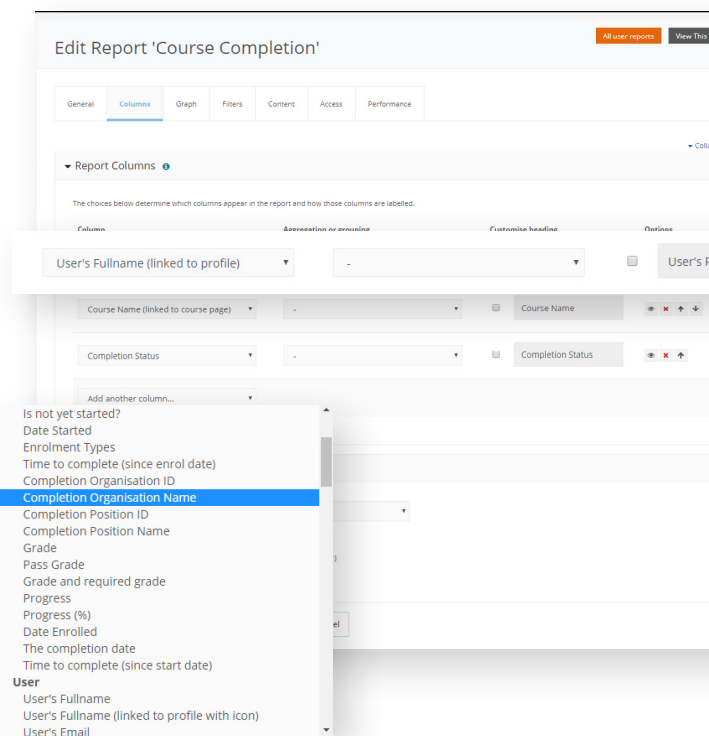 Edit Report 'Course Completion'
All user reports
View This
General
Columns
Graph
Filters
Content
Access
Performance
Report Columns
The choices below determine which columns appear in the report and how those columns are labelled.
Column
Aggregation or grouping
Customise heading
Options
User's Fullname (linked to profile)
-
User's
Course Name (linked to course page)
-
Course Name
Completion Status
-
Completion Status
Add another column...
Is not yet started?
Date Started
Enrolment Types
Time to complete (since enrol date)
Completion Organisation ID
Completion Organisation Name
Completion Position ID
Completion Position Name
Grade
Pass Grade
Grade and required grade
Progress
Progress (%)
Date Enrolled
The completion date
Time to complete (since start date)
User
User's Fullname
User's Fullname (linked to profile with icon)
User's Email